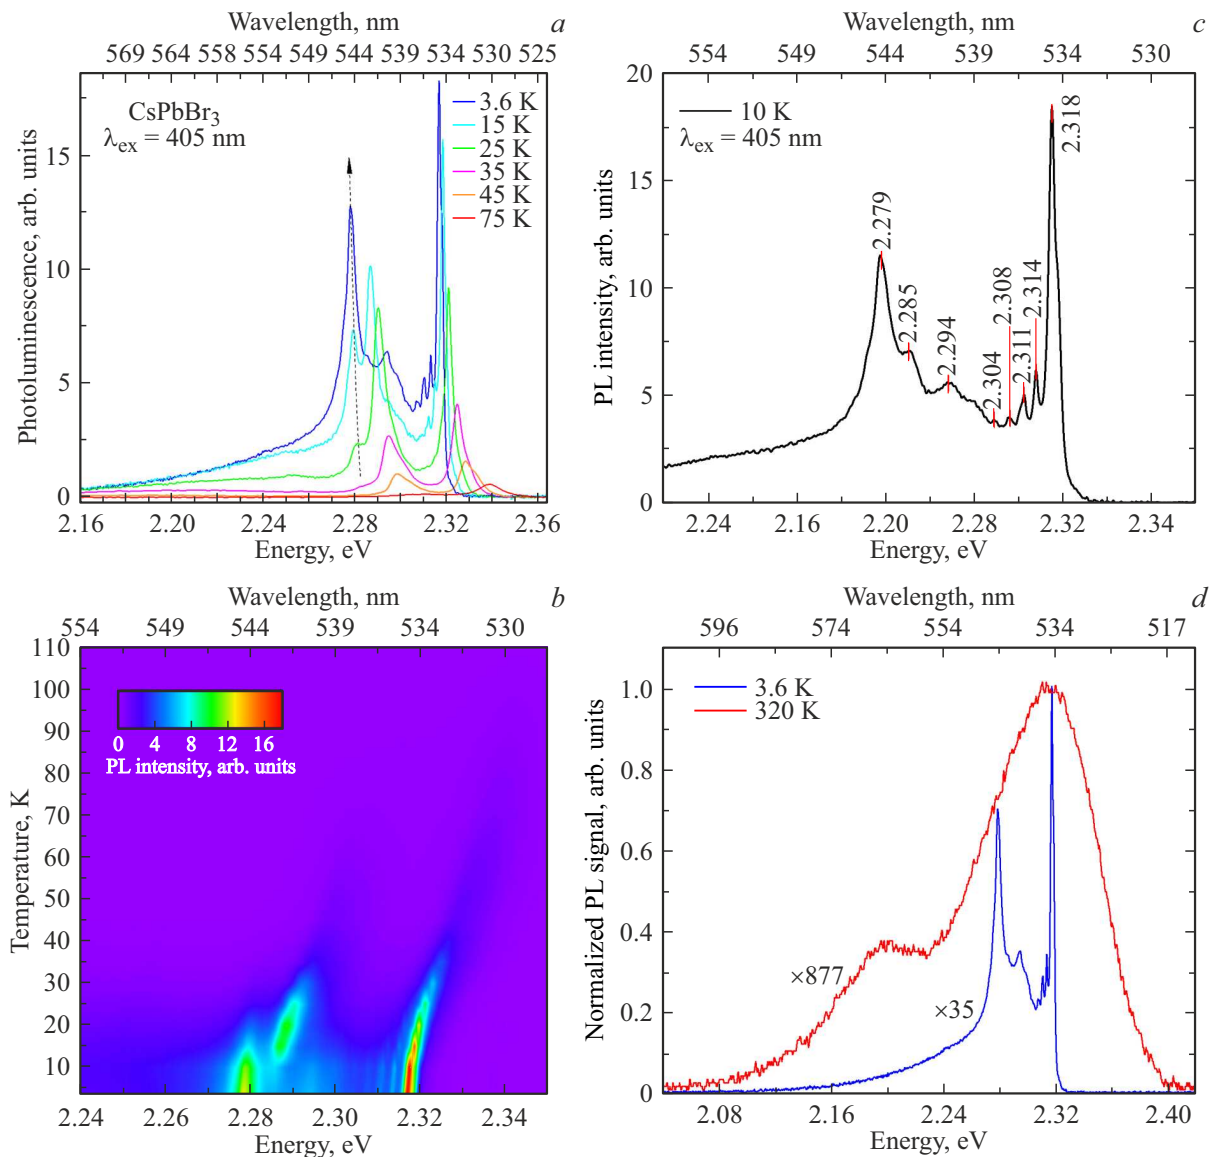 Wavelength, nm
a
569 564 558 554 549 544 539 534 530 525
CsPbBr3
λex = 405 nm
3.6 K
15 K
25 K
35 K
45 K
75 K
Photoluminescence, arb. units
15
10
5
0
2.16 2.20 2.24 2.28 2.32 2.36
Energy, eV
Wavelength, nm
c
554 549 544 539 534 530
10 K
λex = 405 nm
PL intensity, arb. units
20
15
10
5
0
2.279
2.285
2.294
2.304
2.308
2.311
2.314
2.318
2.24 2.16 2.20 2.28 2.32 2.34
Energy, eV
Wavelength, nm
b
554 549 544 539 534 530
Temperature, K
110
100
90
80
70
60
50
40
30
20
10
0 4 8 12 16
PL intensity, arb. units
2.24 2.28 2.30 2.32 2.34
Energy, eV
Wavelength, nm
d
596 574 554 534 517
3.6 K
320 K
Normalized PL signal, arb. units
1.0
0.8
0.6
0.4
0.2
0
×877
×35
2.08 2.16 2.24 2.32 2.40
Energy, eV